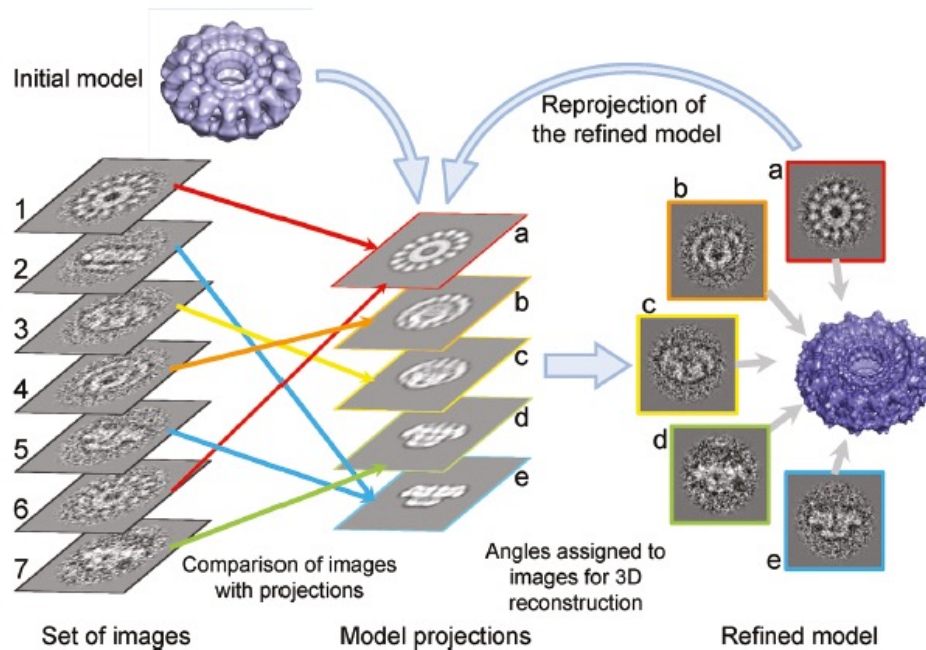 Initial model
Reprojection of
the refined model
1
2
3
4
5
6
7
a
b
c
d
e
a
b
c
d
e
Comparison of images
with projections
Angles assigned to
images for 3D
reconstruction
Set of images
Model projections
Refined model